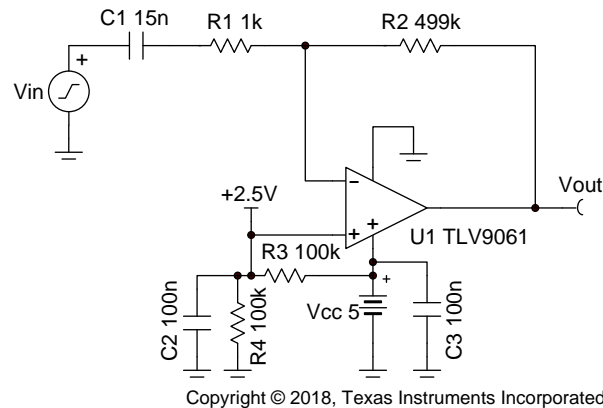 C1 15n
R1 1k
R2 499k
+
Vin
-
+
+
+2.5V
Vout
U1 TLV9061
R3 100k
+
C2 100n
R4 100k
Vcc 5
C3 100n
Copyright © 2018, Texas Instruments Incorporated